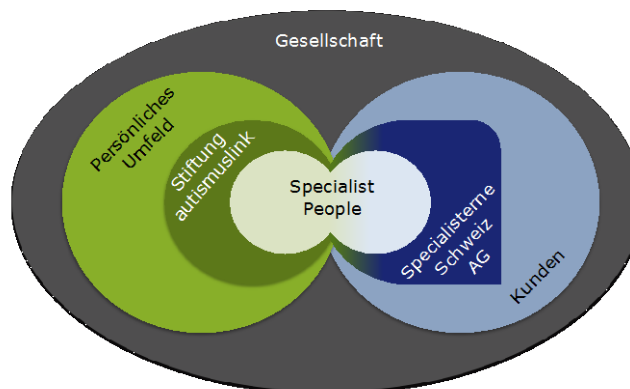 Gesellschaft
Persönliches
Umfeld
Stiftung
autismuslink
Specialist
People
Specialisterne
Schweiz
AG
Kunden